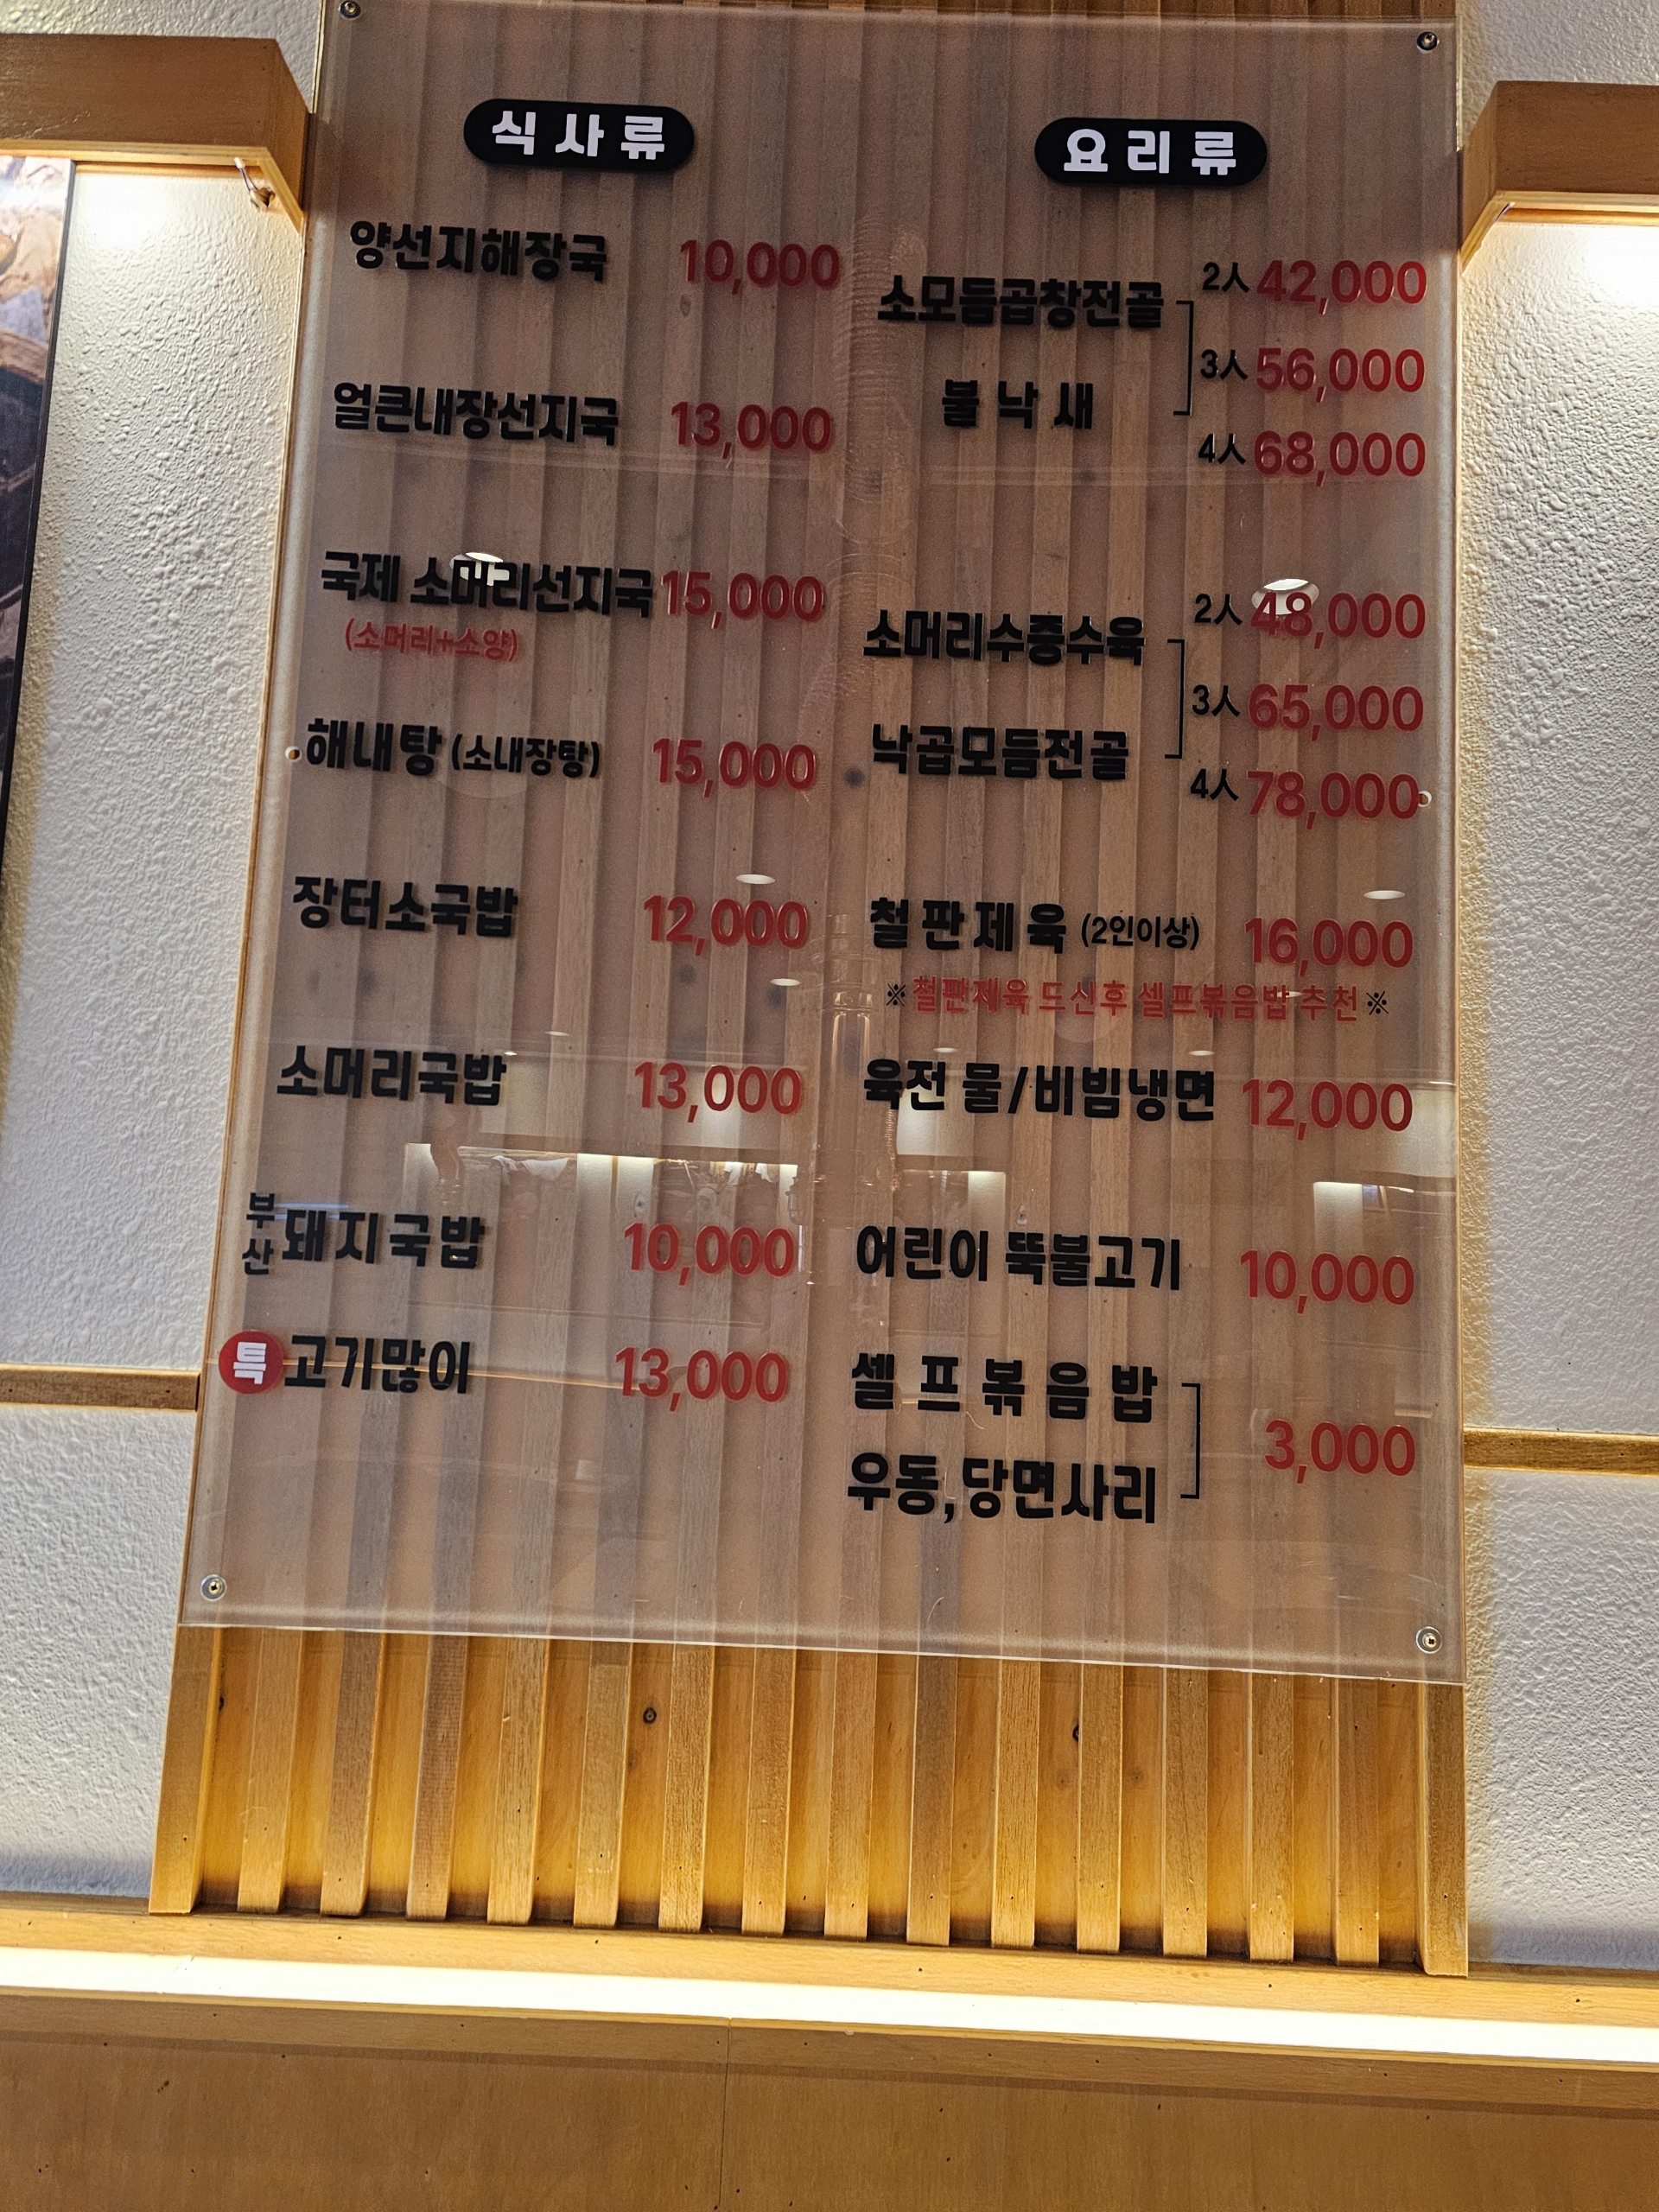 식사류
양선지해장국 10,000
얼큰내장선지국 13,000
국제 소머리선지국 15,000
(소머리+소양)
해내탕 (소내장탕) 15,000
장터소국밥 12,000
소머리국밥 13,000
부산 돼지국밥 10,000
특 고기많이 13,000
요리류
소모듬곱창전골
불낙새
2人 42,000
3人 56,000
4人 68,000
소머리수중수육
낙곱모듬전골
2人 48,000
3人 65,000
4人 78,000
철판제육 (2인이상) 16,000
※철판제육 드신후 셀프볶음밥 추천※
육전 물/비빔냉면 12,000
어린이 뚝불고기 10,000
셀프볶음밥
우동,당면사리
3,000